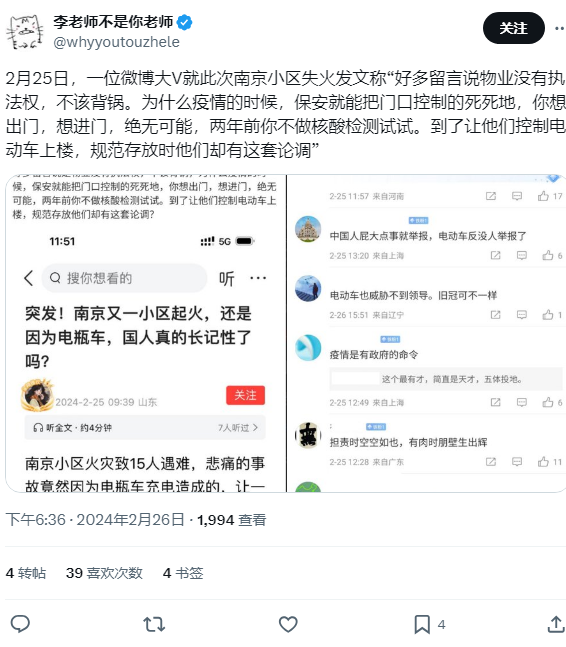 李老师不是你老师
@whyyoutouzhele
关注
2月25日，一位微博大V就此次南京小区失火发文称“好多留言说物业没有执
法权，不该背锅。为什么疫情的时候，保安就能把门口控制的死死地，你想
出门，想进门，绝无可能，两年前你不做核酸检测试试。到了让他们控制电
动车上楼，规范存放时他们却有这套论调”
候，保安就能把门口控制的死死地，你想出门，想进门，绝无
可能，两年前你不做核酸检测试试。到了让他们控制电动车上
楼，规范存放时他们却有这套论调？
11:51
5G
搜你想看的
听
突发！南京又一小区起火，还是
因为电瓶车，国人真的长记性了
吗？
2024-2-25 09:39 山东
关注
听全文·约4分钟
7人听过
南京小区火灾致15人遇难，悲痛的事
故竟然因为电瓶车充电造成的，让一
2-25 11:57 来自河南
17
中国人屁大点事就举报，电动车反没人举报了
2-25 13:20 来自上海
6
电动车也威胁不到领导。旧冠可不一样
2-26 15:51 来自辽宁
1
疫情是有政府的命令
这个最有才，简直是天才，五体投地。
2-25 12:49 来自上海
6
担责时空空如也，有肉时朋壁生出辉
2-25 12:28 来自广东
11
下午6:36 · 2024年2月26日 · 1,994 查看
4 转帖 39 喜欢次数 4 书签
4